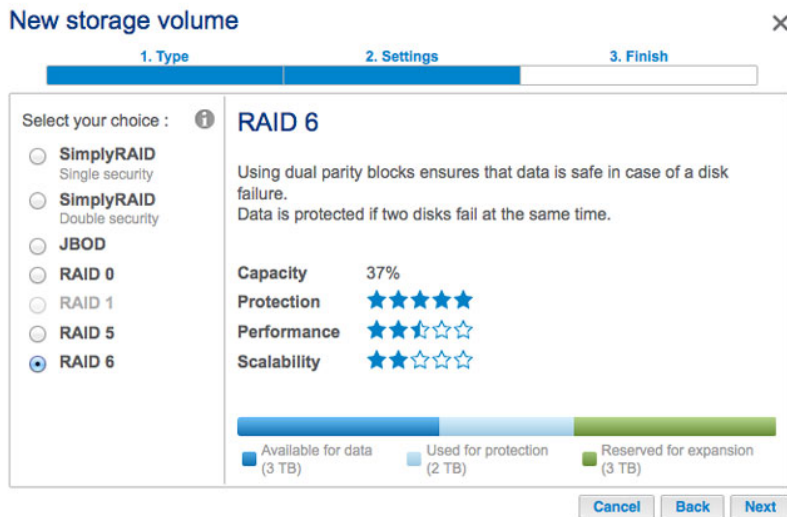 New storage volume
1. Type
2. Settings
3. Finish
Select your choice :
SimplyRAID
Single security
SimplyRAID
Double security
JBOD
RAID 0
RAID 1
RAID 5
RAID 6
RAID 6
Using dual parity blocks ensures that data is safe in case of a disk
failure.
Data is protected if two disks fail at the same time.
Capacity 37%
Protection
Performance
Scalability
Available for data
(3 TB)
Used for protection
(2 TB)
Reserved for expansion
(3 TB)
Cancel
Back
Next